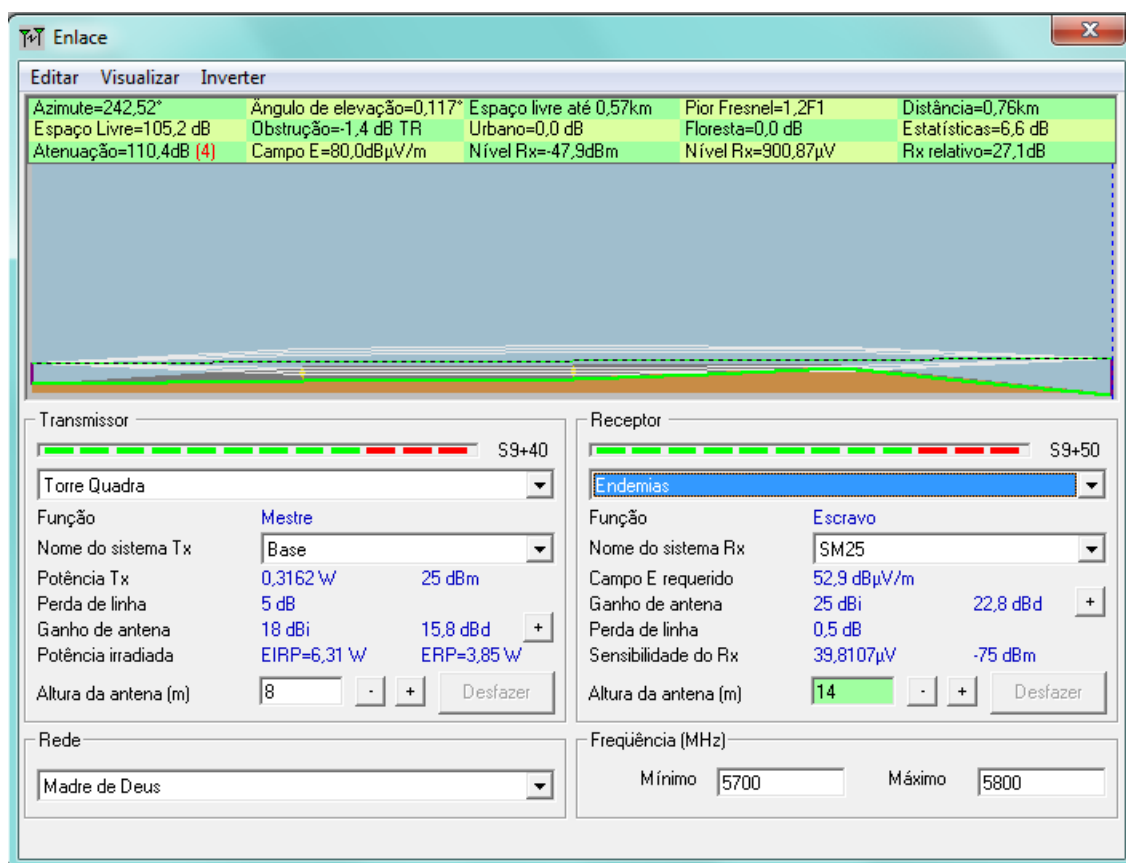 Enlace
X
Editar Visualizar Inverter
Azimute=242,52° Ângulo de elevação=0,117° Espaço livre até 0,57km Pior Fresnel=1,2F1 Distância=0,76km
Espaço Livre=105,2 dB Obstrução=-1,4 dB TR Urbano=0,0 dB Floresta=0,0 dB Estatísticas=6,6 dB
Atenuação=110,4dB (4) Campo E=80,0dBµV/m Nível Rx=-47,9dBm Nível Rx=900,87µV Rx relativo=27,1dB
Transmissor
S9+40
Torre Quadra
Função Mestre
Nome do sistema Tx Base
Potência Tx 0,3162 W 25 dBm
Perda de linha 5 dB
Ganho de antena 18 dBi 15,8 dBd +
Potência irradiada EIRP=6,31 W ERP=3,85 W
Altura da antena (m) 8 - + Desfazer
Receptor
S9+50
Endemias
Função Escravo
Nome do sistema Rx SM25
Campo E requerido 52,9 dBµV/m
Ganho de antena 25 dBi 22,8 dBd +
Perda de linha 0,5 dB
Sensibilidade do Rx 39,8107µV -75 dBm
Altura da antena (m) 14 - + Desfazer
Rede
Madre de Deus
Freqüência (MHz)
Mínimo 5700 Máximo 5800